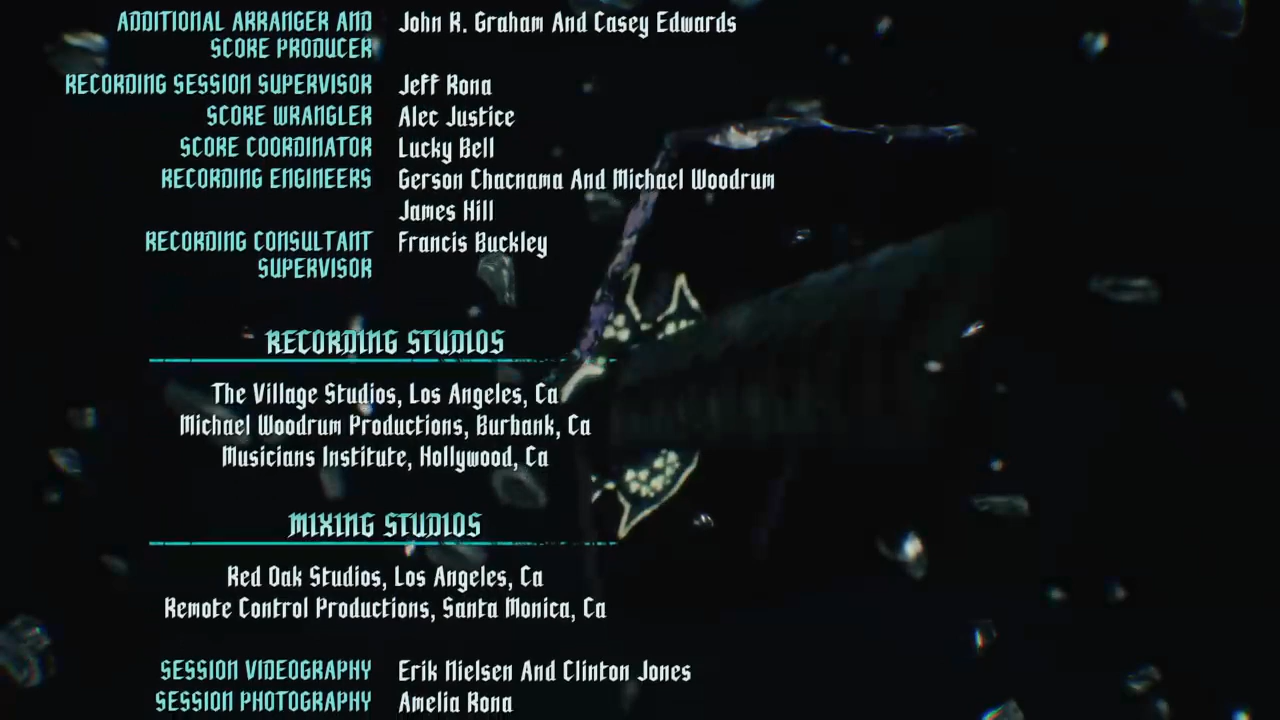 ADDITIONAL ARRANGER AND John R. Graham And Casey Edwards
SCORE PRODUCER
RECORDING SESSION SUPERVISOR Jeff Rona
SCORE WRANGLER Alec Justice
SCORE COORDINATOR Lucky Bell
RECORDING ENGINEERS Gerson Chacnama And Michael Woodrum
James Hill
RECORDING CONSULTANT Francis Buckley
SUPERVISOR
RECORDING STUDIOS
The Village Studios, Los Angeles, Ca
Michael Woodrum Productions, Burbank, Ca
Musicians Institute, Hollywood, Ca
MIXING STUDIOS
Red Oak Studios, Los Angeles, Ca
Remote Control Productions, Santa Monica, Ca
SESSION VIDEOGRAPHY Erik Nielsen And Clinton Jones
SESSION PHOTOGRAPHY Amelia Rona